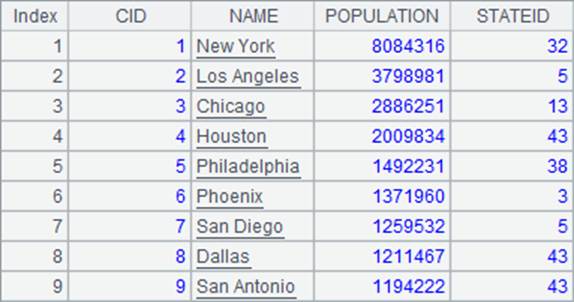 Index CID NAME POPULATION STATEID
1 1 New York 8084316 32
2 2 Los Angeles 3798981 5
3 3 Chicago 2886251 13
4 4 Houston 2009834 43
5 5 Philadelphia 1492231 38
6 6 Phoenix 1371960 3
7 7 San Diego 1259532 5
8 8 Dallas 1211467 43
9 9 San Antonio 1194222 43